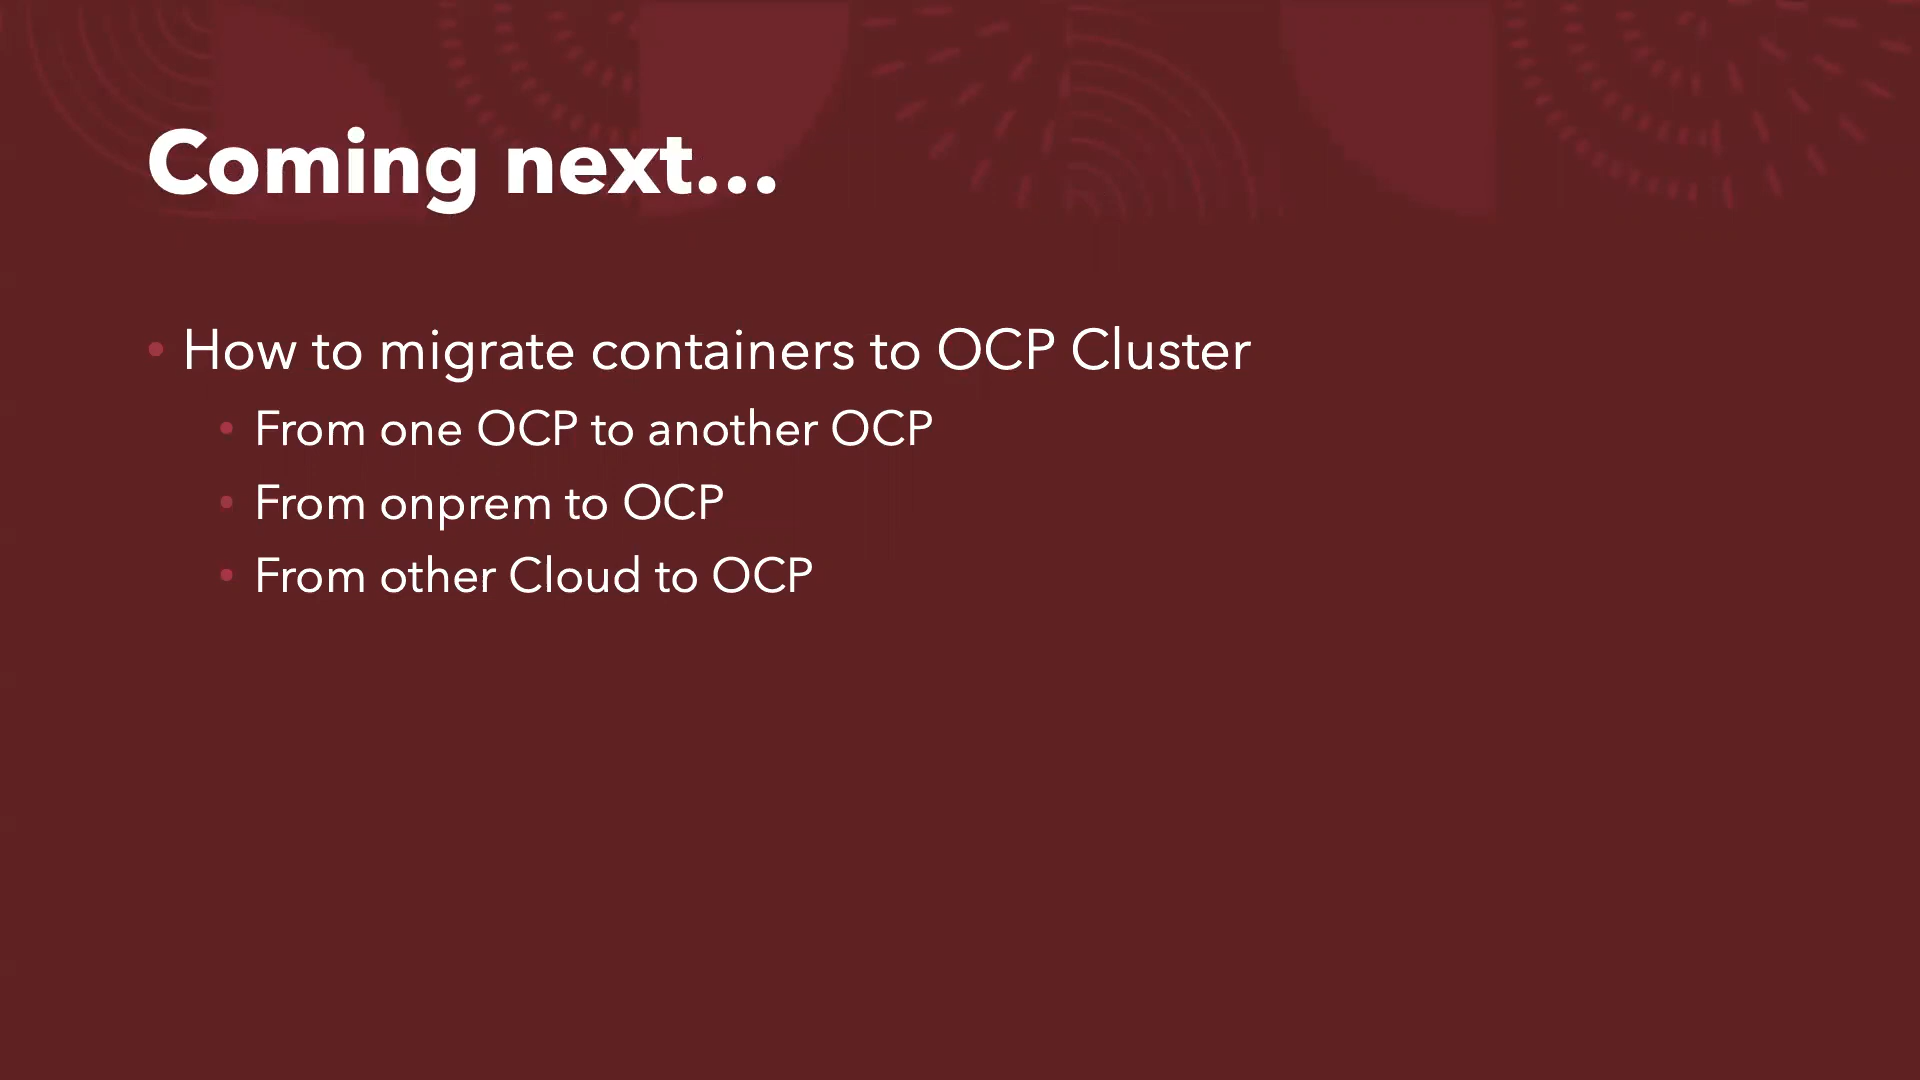 Coming next...
• How to migrate containers to OCP Cluster
• From one OCP to another OCP
• From onprem to OCP
• From other Cloud to OCP